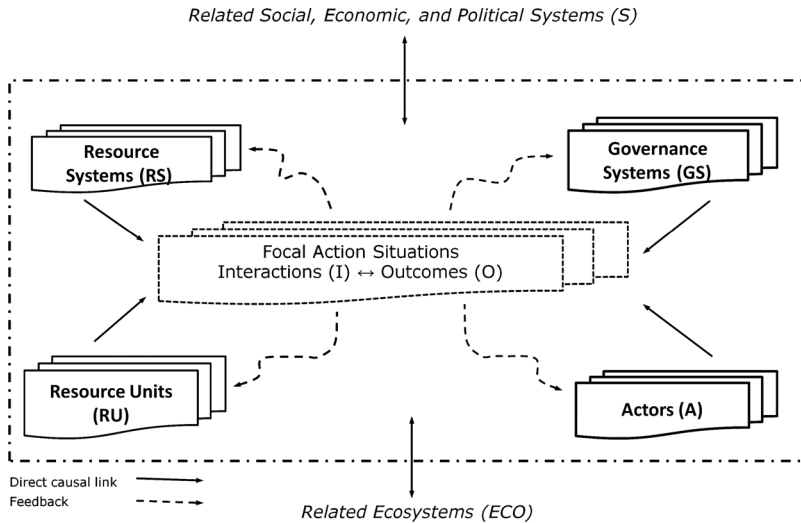 Related Social, Economic, and Political Systems (S)
Resource
Systems (RS)
Governance
Systems (GS)
Focal Action Situations
Interactions (I) ↔ Outcomes (O)
Resource Units
(RU)
Actors (A)
Direct causal link
Feedback
Related Ecosystems (ECO)